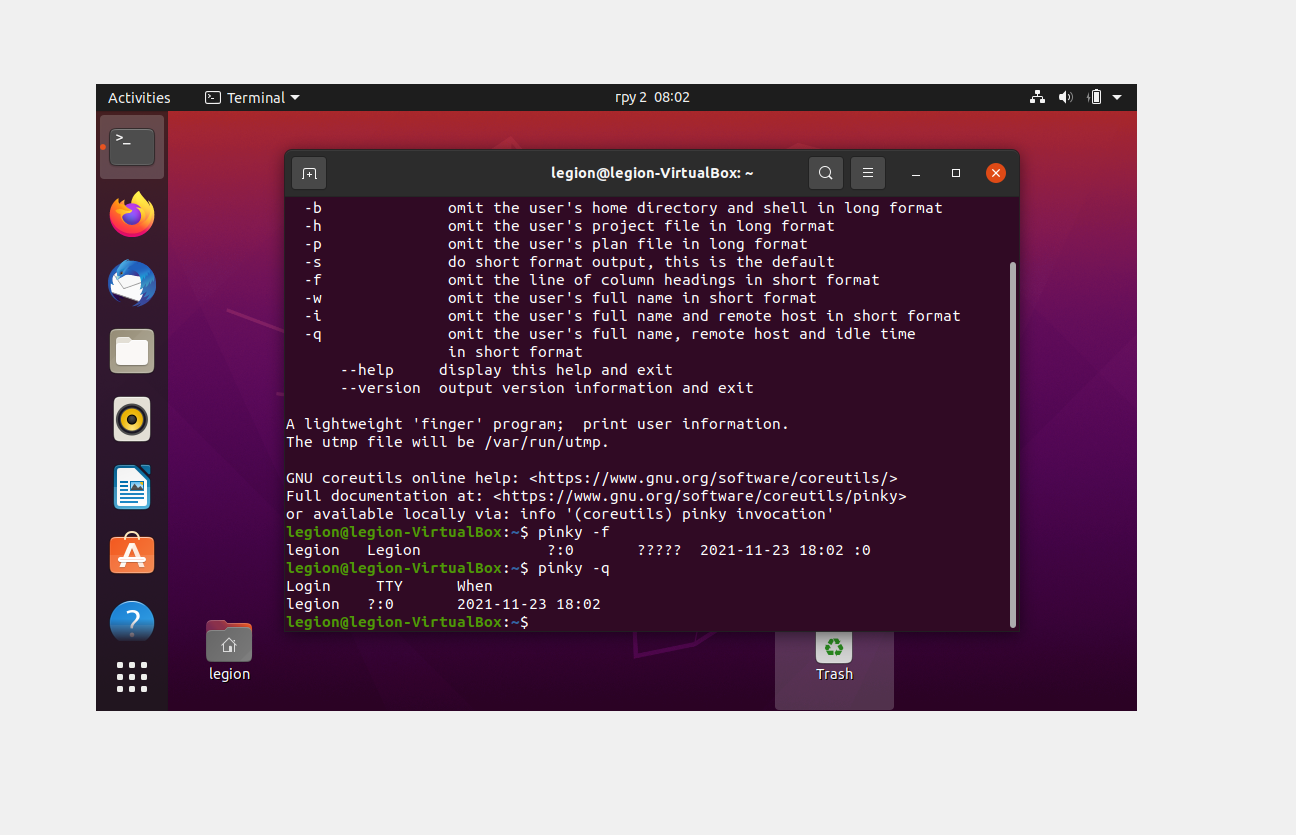 Activities Terminal гру 2 08:02
legion@legion-VirtualBox: ~
-b omit the user's home directory and shell in long format
-h omit the user's project file in long format
-p omit the user's plan file in long format
-s do short format output, this is the default
-f omit the line of column headings in short format
-w omit the user's full name in short format
-i omit the user's full name and remote host in short format
-q omit the user's full name, remote host and idle time
in short format
--help display this help and exit
--version output version information and exit
A lightweight 'finger' program;  print user information.
The utmp file will be /var/run/utmp.
GNU coreutils online help: <https://www.gnu.org/software/coreutils/>
Full documentation at: <https://www.gnu.org/software/coreutils/pinky>
or available locally via: info '(coreutils) pinky invocation'
legion@legion-VirtualBox:~$ pinky -f
legion Legion ?:0 ????? 2021-11-23 18:02 :0
legion@legion-VirtualBox:~$ pinky -q
Login TTY When
legion ?:0 2021-11-23 18:02
legion@legion-VirtualBox:~$
legion
Trash